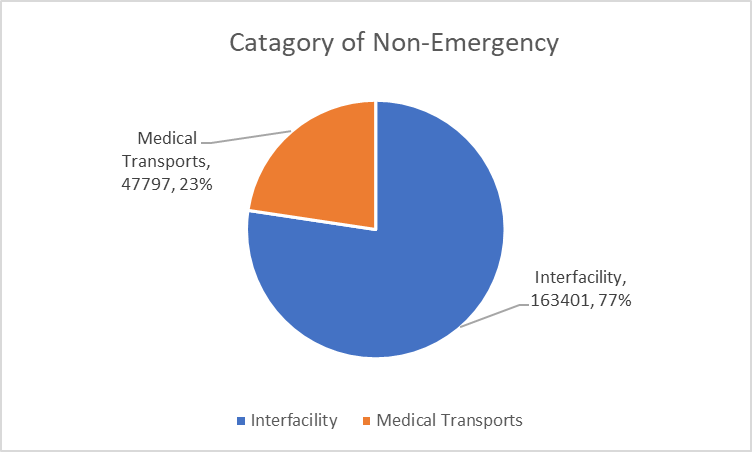 Catagory of Non-Emergency
Medical
Transports,
47797, 23%
Interfacility,
163401, 77%
Interfacility
Medical Transports